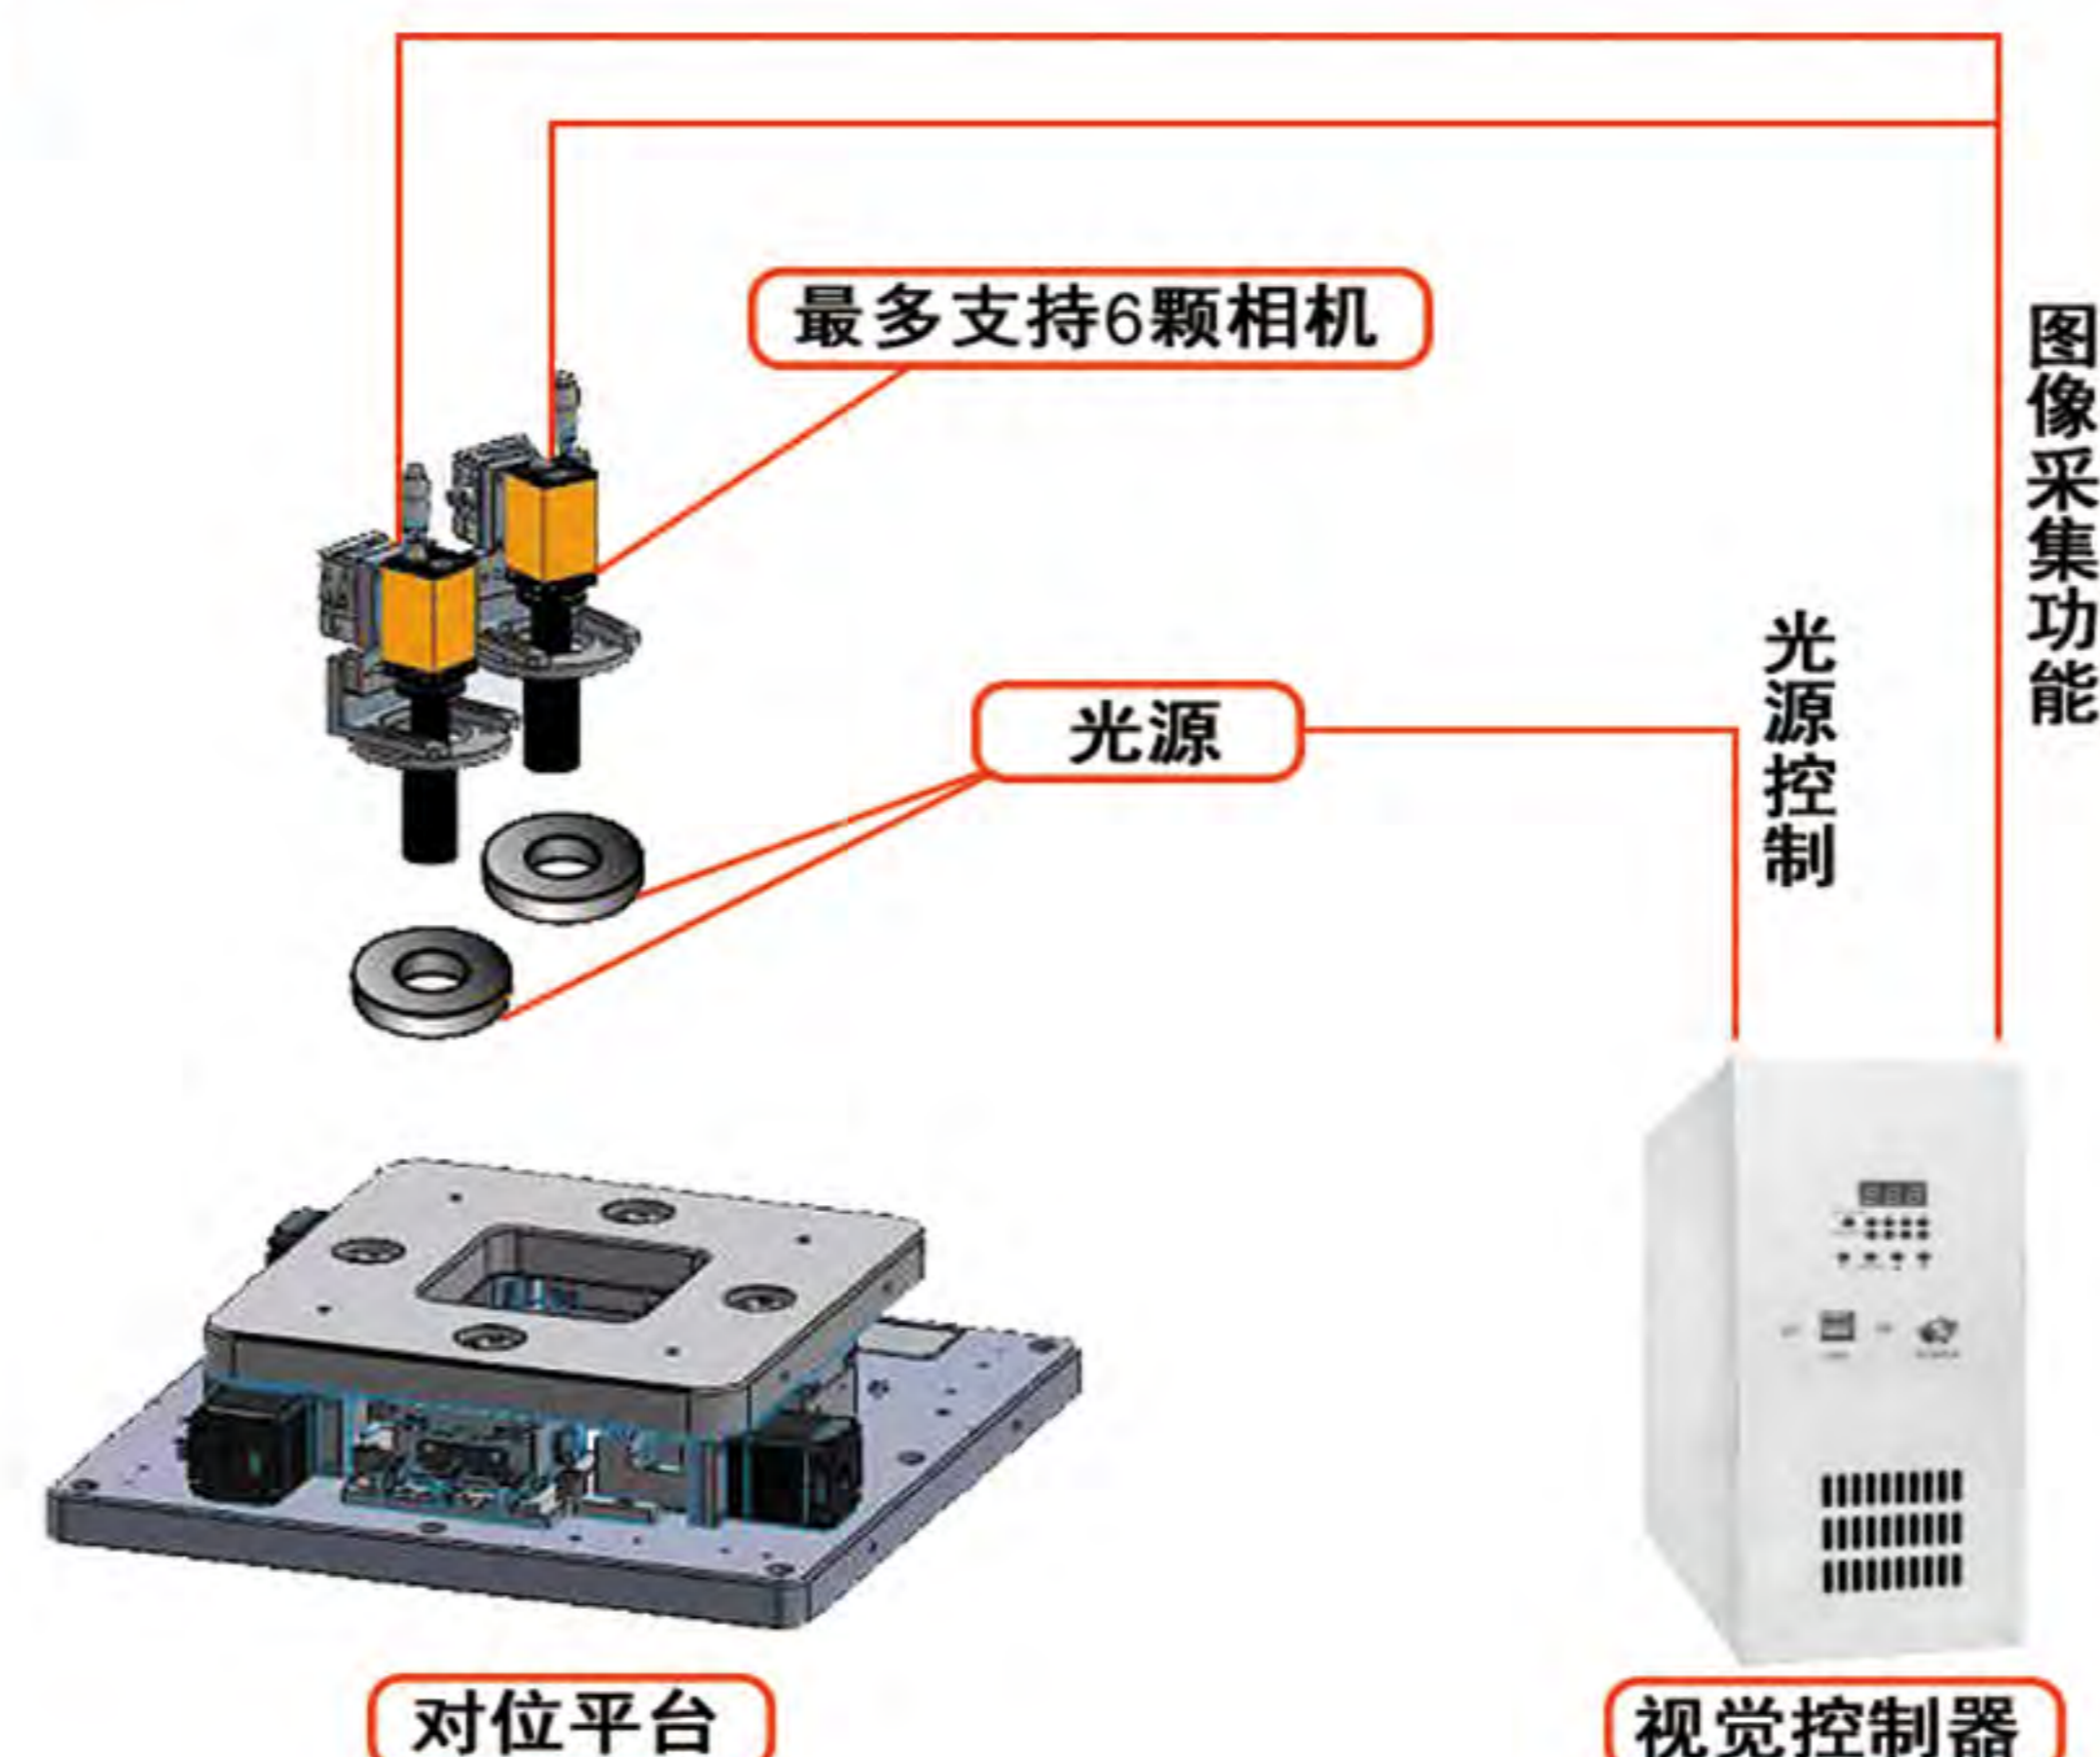 最多支持6颗相机
图像采集功能
光源控制
光源
对位平台
视觉控制器